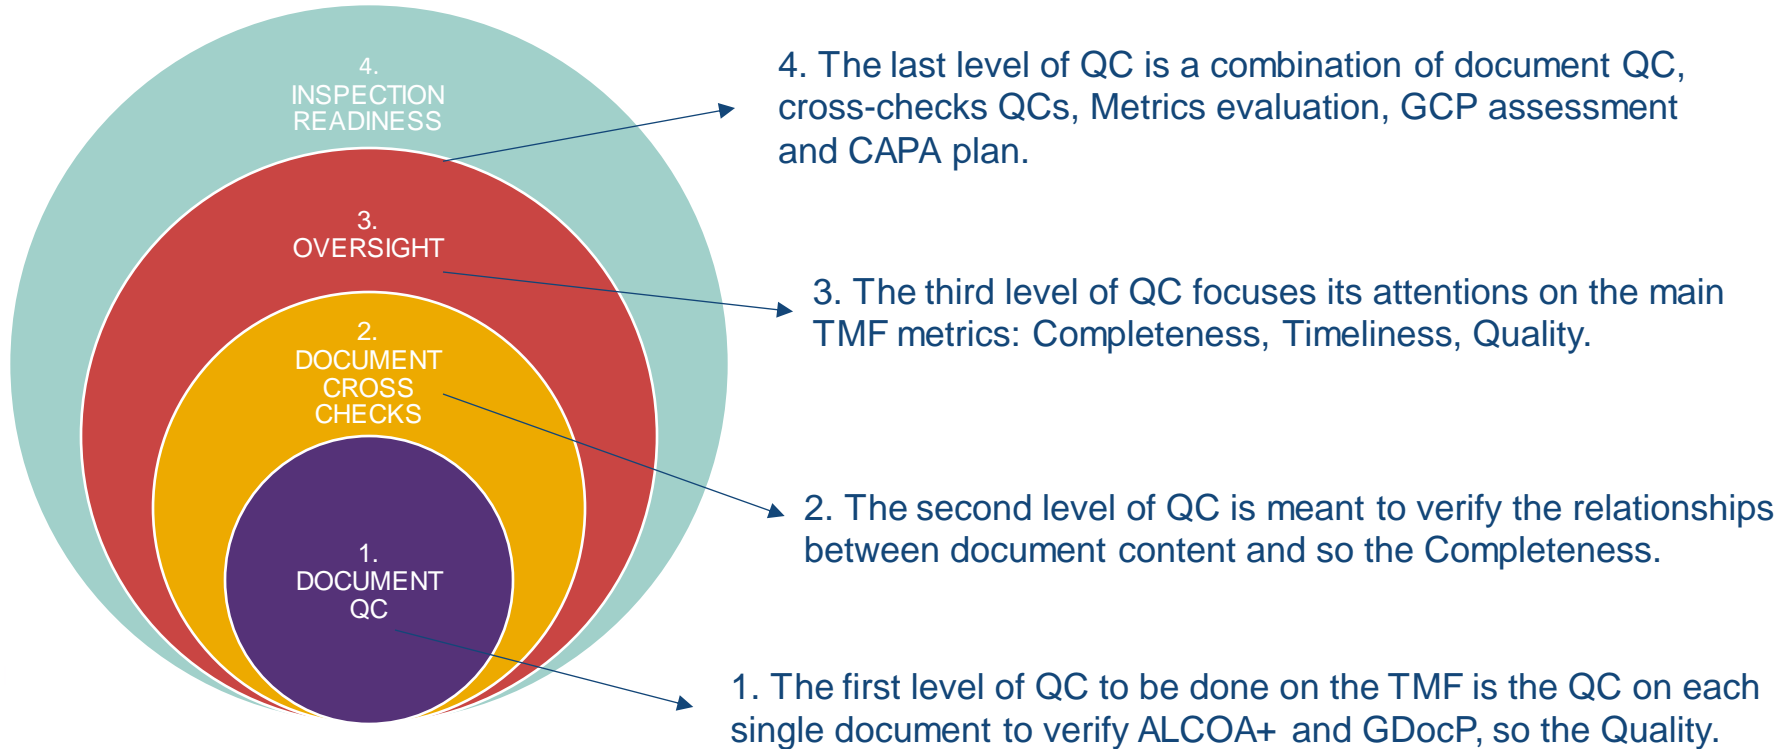 4.
INSPECTION
READINESS
3.
OVERSIGHT
2.
DOCUMENT
CROSS
CHECKS
1.
DOCUMENT
QC
4. The last level of QC is a combination of document QC,
cross-checks QCs, Metrics evaluation, GCP assessment
and CAPA plan.
3. The third level of QC focuses its attentions on the main
TMF metrics: Completeness, Timeliness, Quality.
2. The second level of QC is meant to verify the relationships
between document content and so the Completeness.
1. The first level of QC to be done on the TMF is the QC on each
single document to verify ALCOA+ and GDocP, so the Quality.